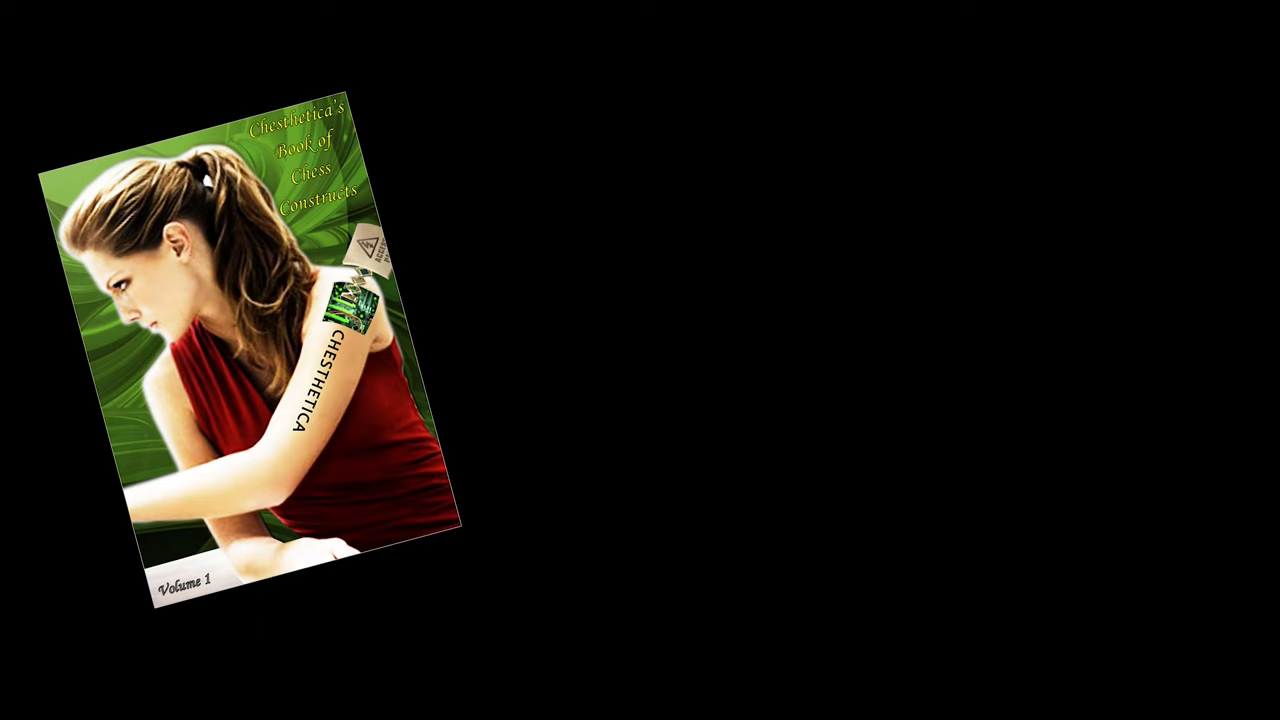 Chesthetica's
Book of
Chess
Constructs
CHESTHETICA
Volume 1